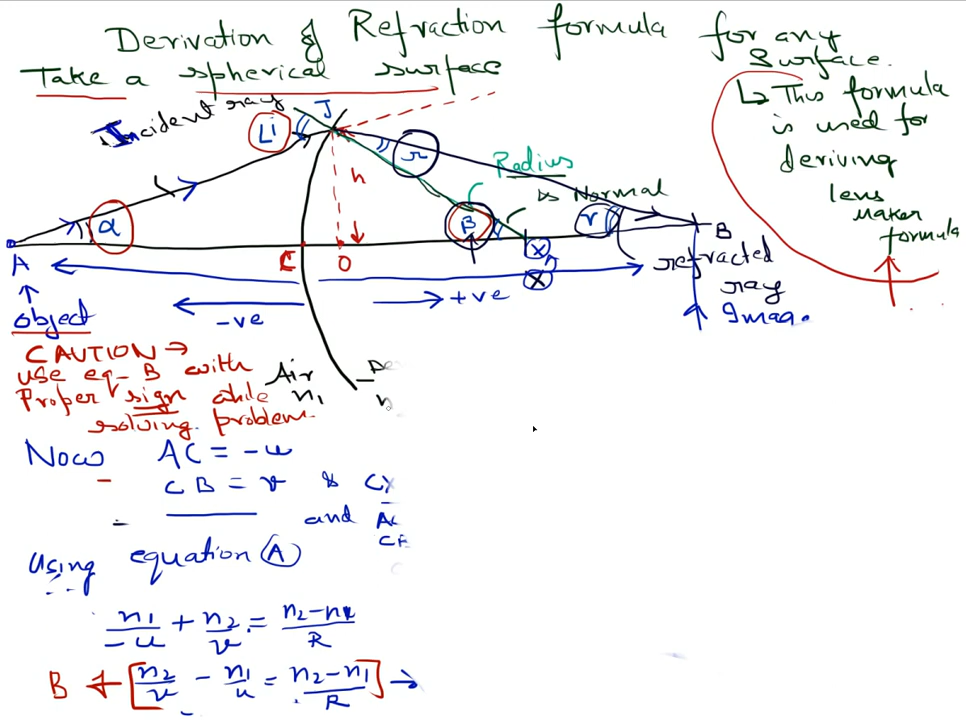 Derivation of Refraction formula for any
Surface.
Take a spherical surface
↳ This formula
is used for
deriving
lens
maker
formula
Incident ray
J
Li
r
h
Radius
is Normal
α
β
γ
A
C
O
X
X
B
refracted
ray
Imag.
object
-ve
+ve
CAUTION →
use eq- B with
Proper sign while
solving problem.
Air
n1
Now AC = -u
CB = v & CX
and
Using equation (A)
n1/-u + n2/v = n2-n1/R
B ← [n2/v - n1/u = n2-n1/R] →